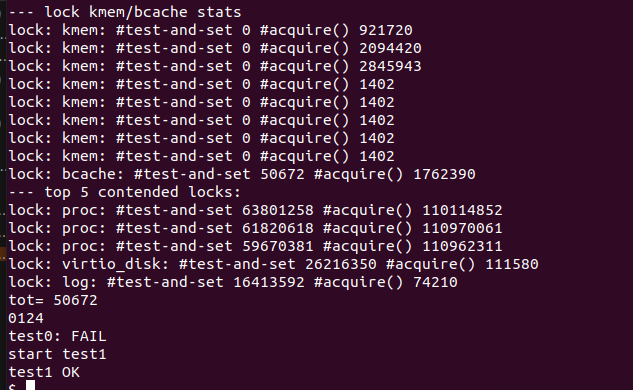 --- lock kmem/bcache stats
lock: kmem: #test-and-set 0 #acquire() 921720
lock: kmem: #test-and-set 0 #acquire() 2094420
lock: kmem: #test-and-set 0 #acquire() 2845943
lock: kmem: #test-and-set 0 #acquire() 1402
lock: kmem: #test-and-set 0 #acquire() 1402
lock: kmem: #test-and-set 0 #acquire() 1402
lock: kmem: #test-and-set 0 #acquire() 1402
lock: kmem: #test-and-set 0 #acquire() 1402
lock: bcache: #test-and-set 50672 #acquire() 1762390
--- top 5 contended locks:
lock: proc: #test-and-set 63801258 #acquire() 110114852
lock: proc: #test-and-set 61820618 #acquire() 110970061
lock: proc: #test-and-set 59670381 #acquire() 110962311
lock: virtio_disk: #test-and-set 26216350 #acquire() 111580
lock: log: #test-and-set 16413592 #acquire() 74210
tot= 50672
0124
test0: FAIL
start test1
test1 OK
$